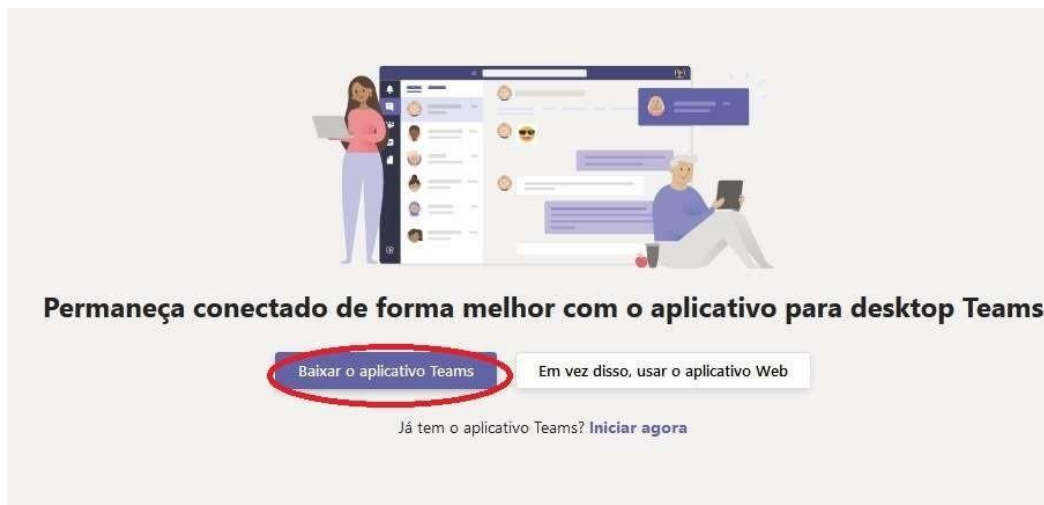 Permaneça conectado de forma melhor com o aplicativo para desktop Teams
Baixar o aplicativo Teams
Em vez disso, usar o aplicativo Web
Já tem o aplicativo Teams? Iniciar agora